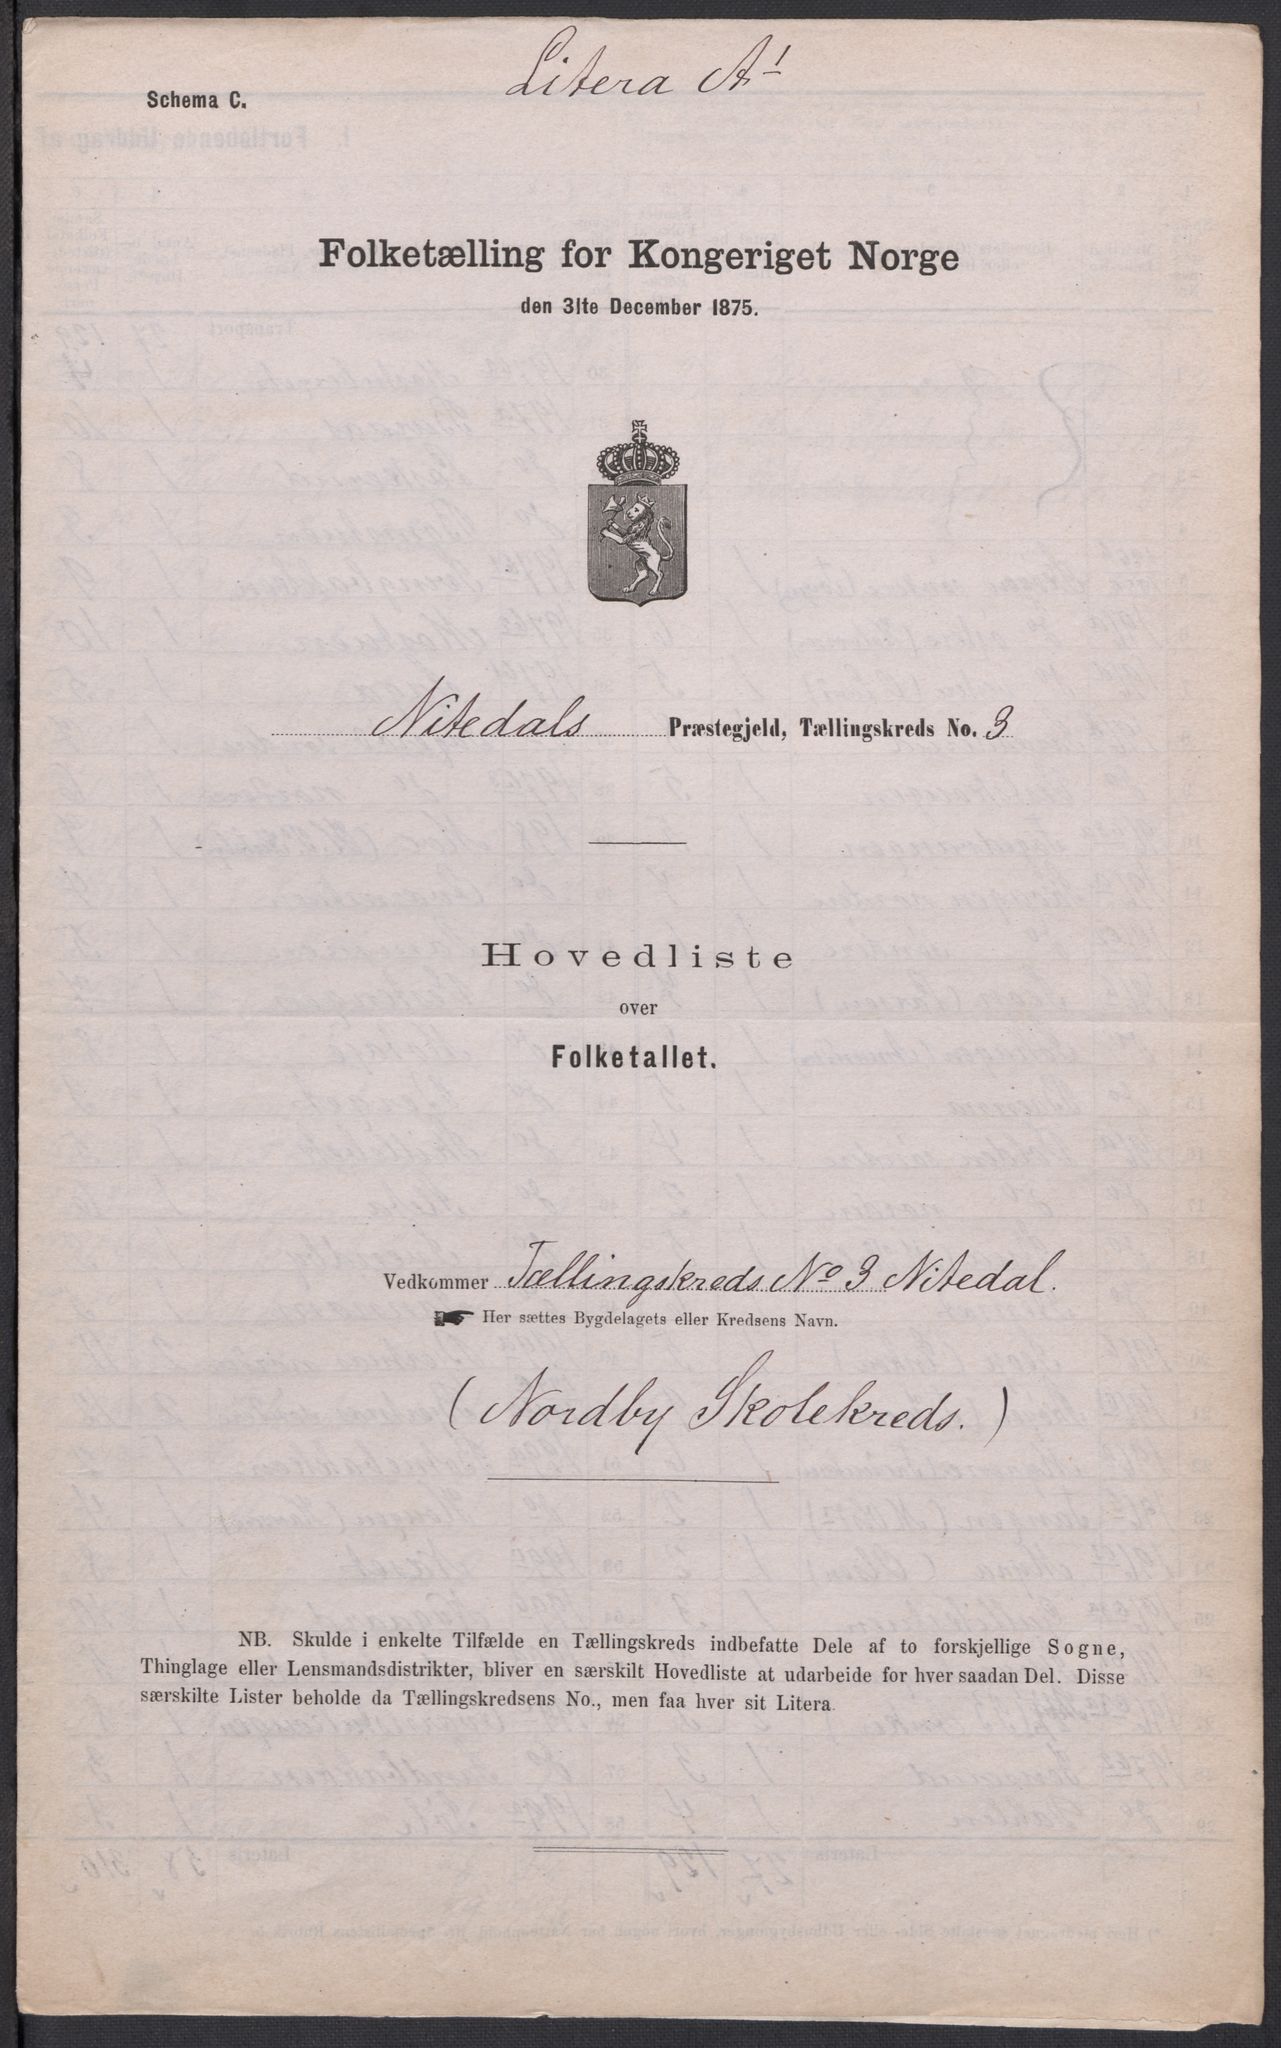 Litera A1
Schema C.
Folketælling for Kongeriget Norge
den 31te December 1875.
Nitedals Præstegjeld, Tællingskreds No. 3
Hovedliste
over
Folketallet.
Vedkommer Tællingskreds No 3 Nitedal.
Her sættes Bygdelagets eller Kredsens Navn.
(Nordby Skolekreds.)
NB. Skulde i enkelte Tilfælde en Tællingskreds indbefatte Dele af to forskjellige Sogne,
Thinglage eller Lensmandsdistrikter, bliver en særskilt Hovedliste at udarbeide for hver saadan Del. Disse
særskilte Lister beholde da Tællingskredsens No., men faa hver sit Litera.